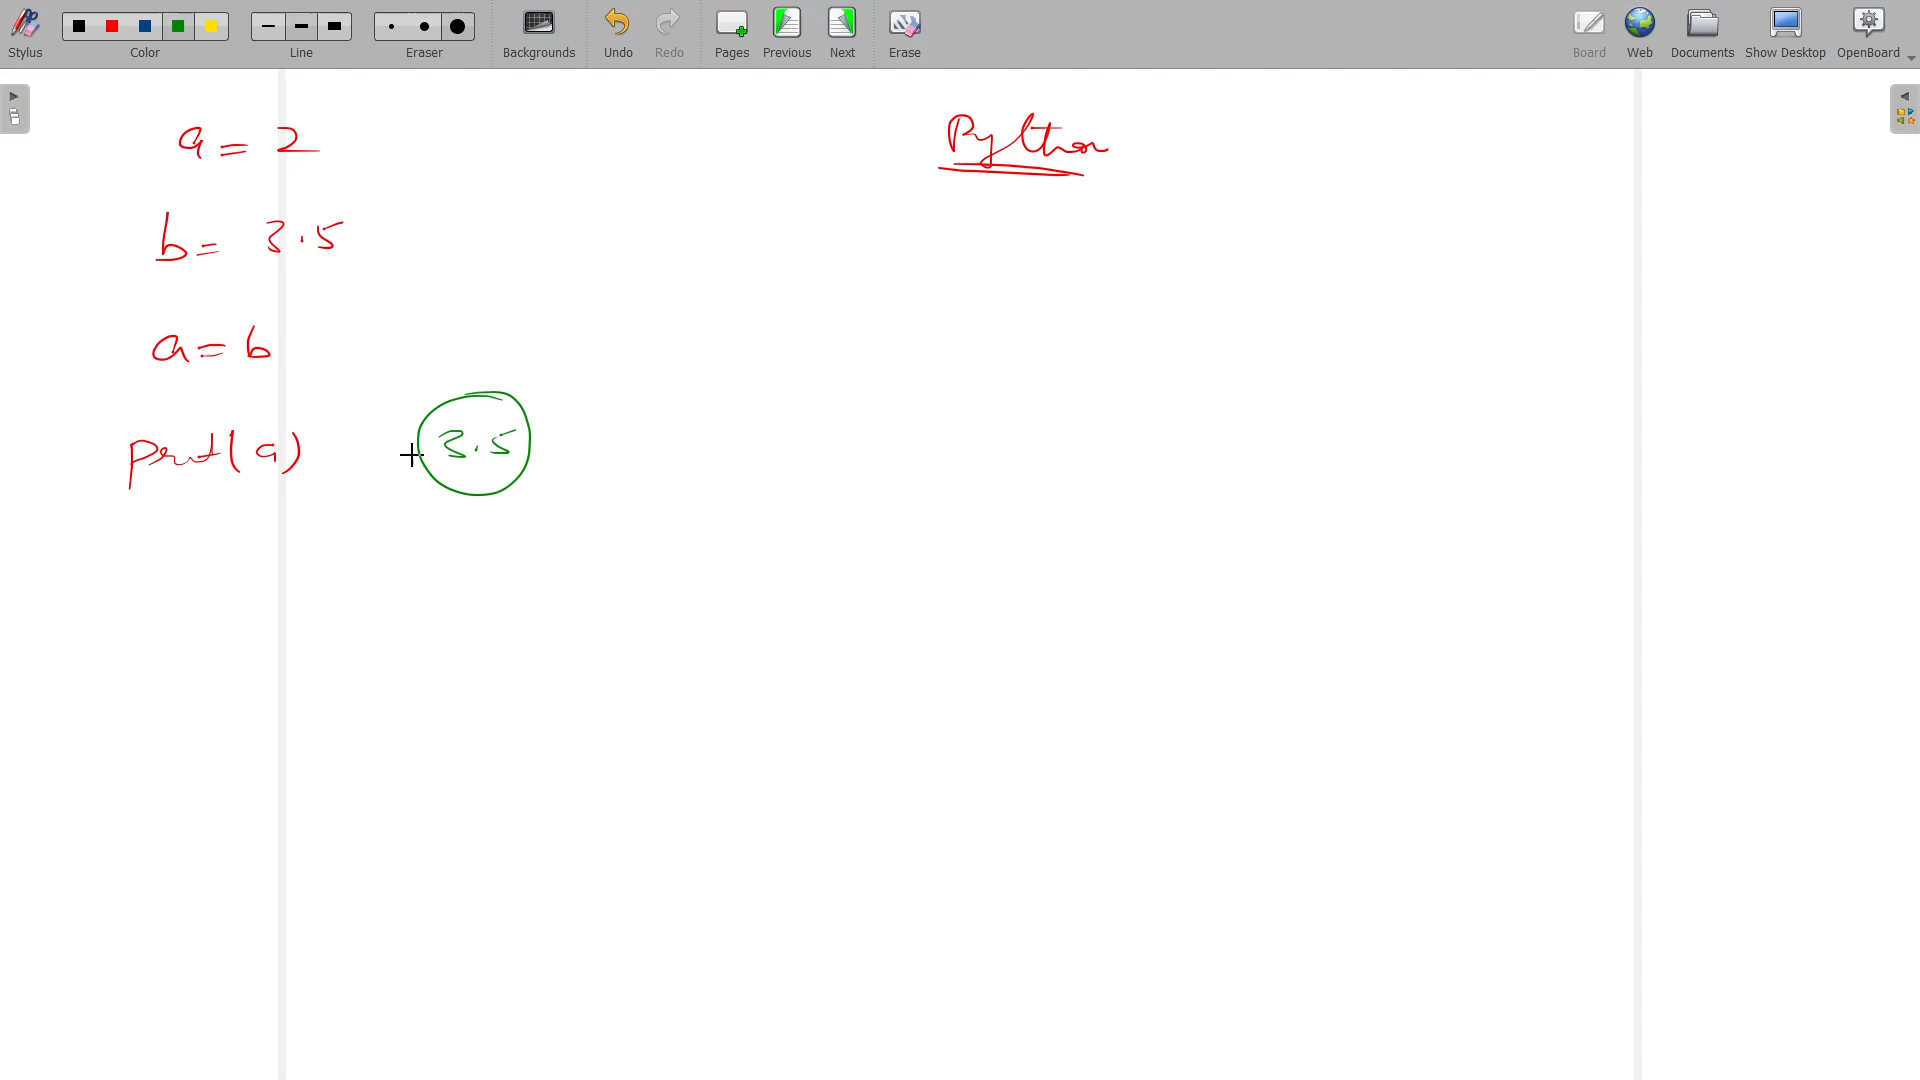 Stylus Color Line Eraser Backgrounds Undo Redo Pages Previous Next Erase Board Web Documents Show Desktop OpenBoard
Python
a = 2
b = 3.5
a = b
print(a) 3.5